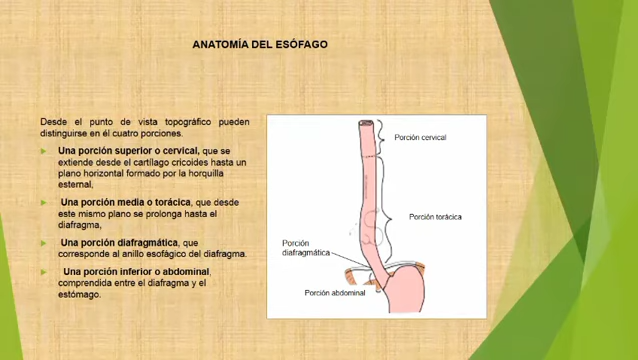 ANATOMÍA DEL ESÓFAGO
Desde el punto de vista topográfico pueden
distinguirse en él cuatro porciones.
Una porción superior o cervical, que se
extiende desde el cartílago cricoides hasta un
plano horizontal formado por la horquilla
esternal,
Una porción media o torácica, que desde
este mismo plano se prolonga hasta el
diafragma,
Una porción diafragmática, que
corresponde al anillo esofágico del diafragma.
Una porción inferior o abdominal,
comprendida entre el diafragma y el
estómago.
Porción cervical
Porción torácica
Porción
diafragmática
Porción abdominal